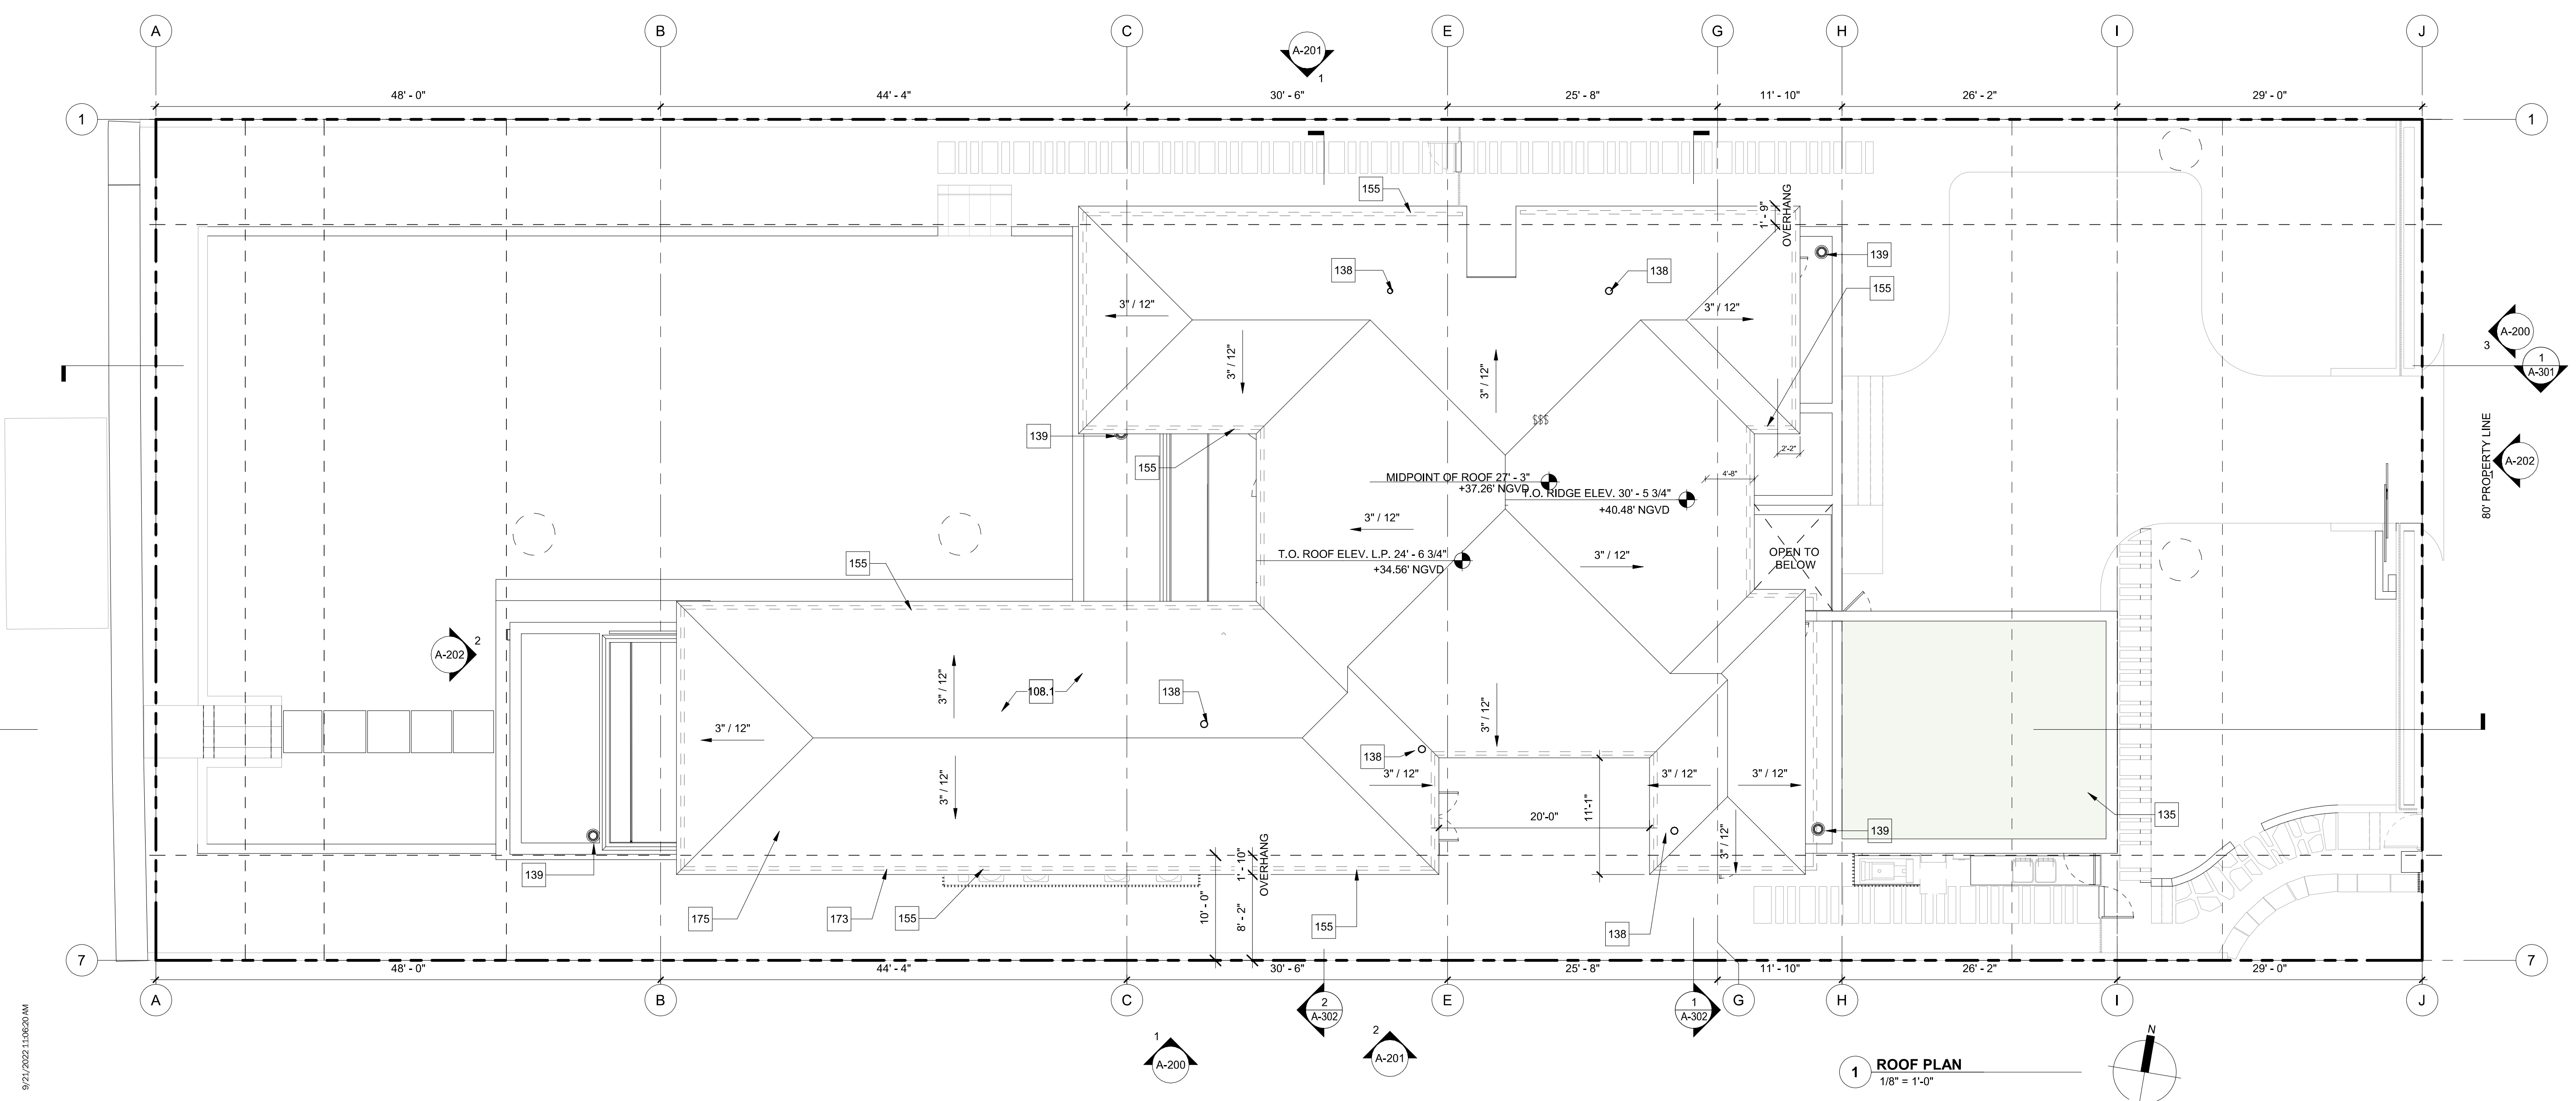 A B C E G H I J
A-201
1
48' - 0" 44' - 4" 30' - 6" 25' - 8" 11' - 10" 26' - 2" 29' - 0"
1 1
155
1' - 9"
OVERHANG
138 138 139
155
3" / 12" 3" / 12"
A-200
3
1
A-301
3" / 12"
3" / 12"
$$$
139
155
2'-2"
80' PROPERTY LINE
A-202
1
MIDPOINT OF ROOF 27' - 3"
+37.26' NGVD
4'-8"
T.O. RIDGE ELEV. 30' - 5 3/4"
+40.48' NGVD
3" / 12"
T.O. ROOF ELEV. L.P. 24' - 6 3/4"
+34.56' NGVD
3" / 12"
OPEN TO
BELOW
155
A-202
2
3" / 12"
108.1
138
3" / 12"
3" / 12"
138
3" / 12" 3" / 12" 3" / 12"
3" / 12"
20'-0"
11'-1"
3" / 12"
135
139
139
1' - 10"
OVERHANG
10' - 0"
8' - 2"
175 173 155 155 138
7 7
48' - 0" 44' - 4" 30' - 6" 25' - 8" 11' - 10" 26' - 2" 29' - 0"
A B C E G H I J
2
A-302
1
A-302
1
A-200
2
A-201
N
1 ROOF PLAN
1/8" = 1'-0"
9/21/2022 11:06:20 AM